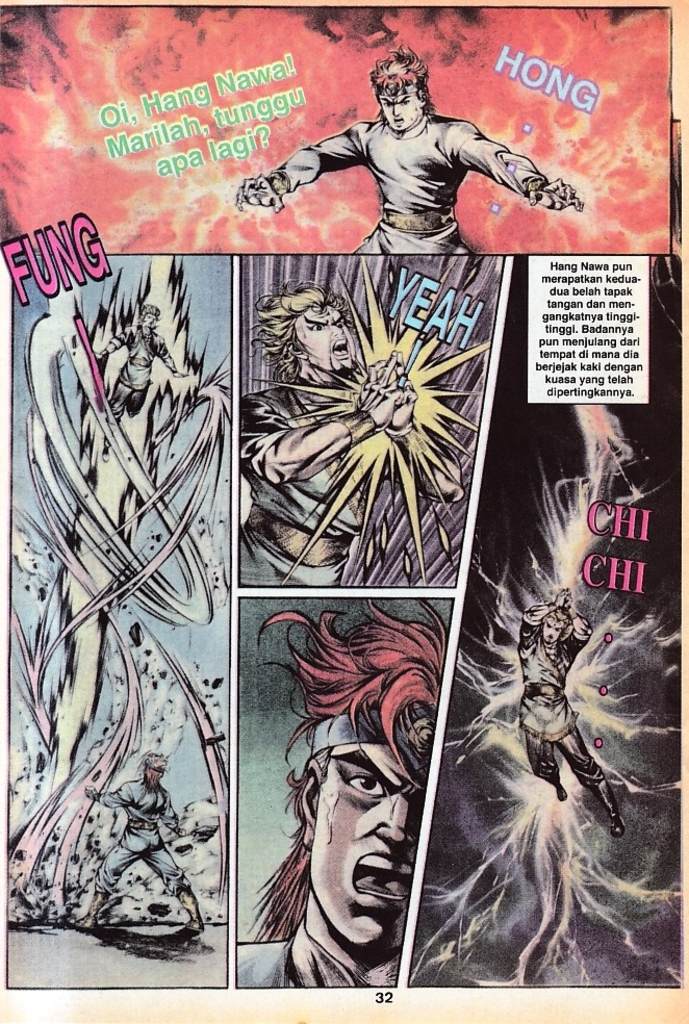 Oi, Hang Nawa!
Marilah, tunggu
apa lagi?
HONG
FUNG
YEAH
!
Hang Nawa pun
merapatkan kedua-
dua belah tapak
tangan dan men-
gangkatnya tinggi-
tinggi. Badannya
pun menjulang dari
tempat di mana dia
berjejak kaki dengan
kuasa yang telah
dipertingkannya.
CHI
CHI
32